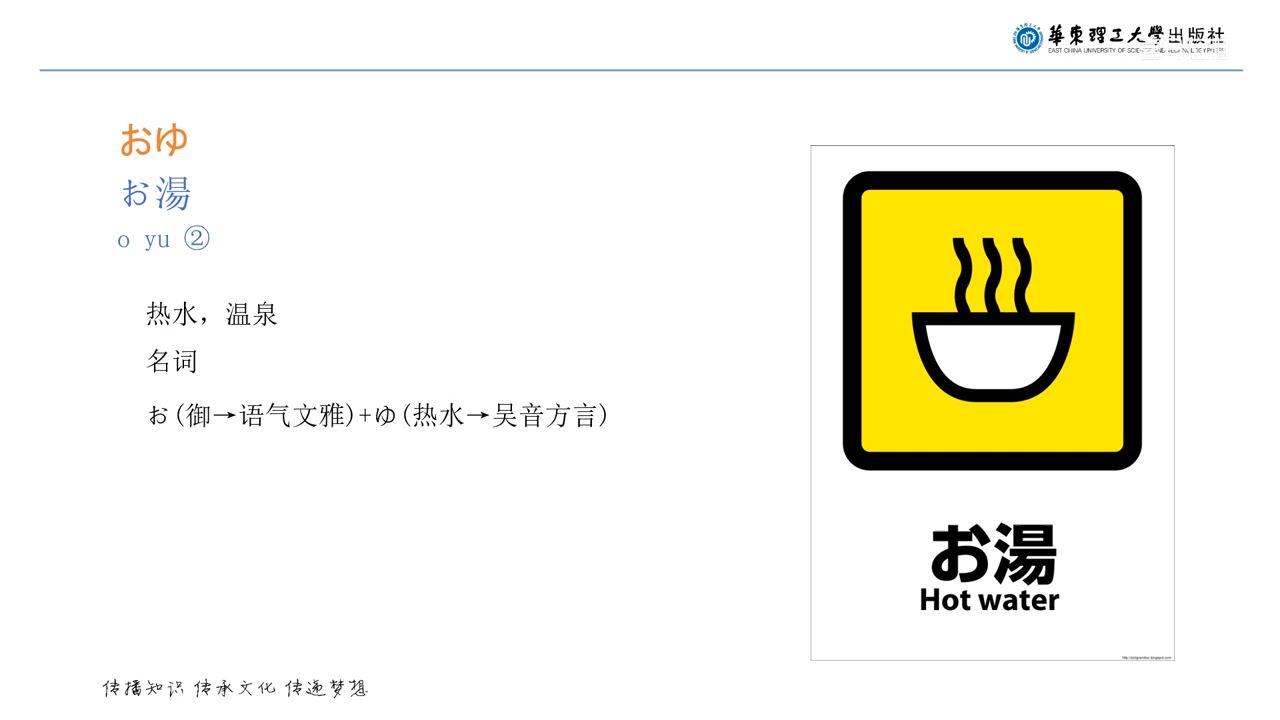 華東理工大學出版社
おゆ
お湯
o yu ②
热水，温泉
名词
お(御→语气文雅)+ゆ(热水→吴音方言)
お湯
Hot water
传播知识 传承文化 传递梦想